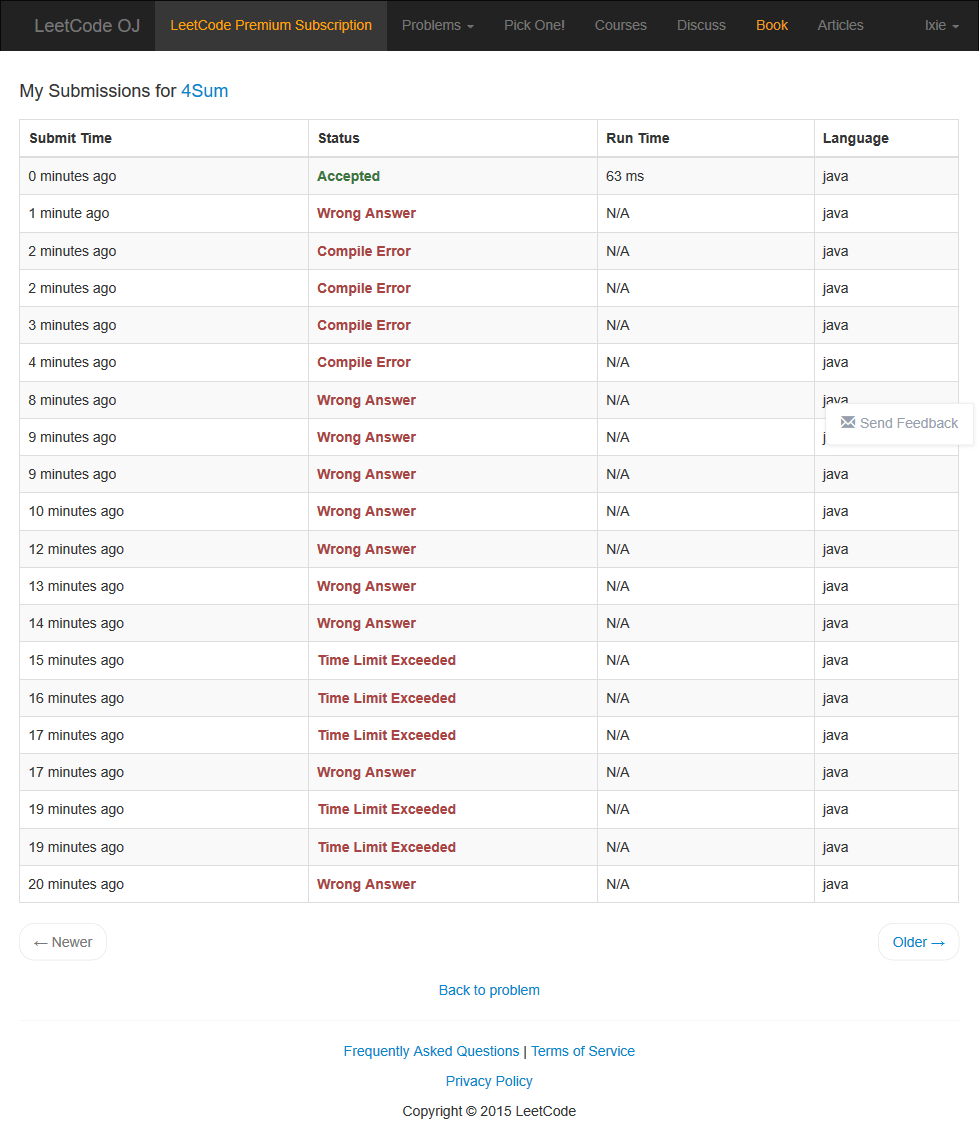 LeetCode OJ LeetCode Premium Subscription Problems Pick One! Courses Discuss Book Articles lxie
My Submissions for 4Sum
Submit Time Status Run Time Language
0 minutes ago Accepted 63 ms java
1 minute ago Wrong Answer N/A java
2 minutes ago Compile Error N/A java
2 minutes ago Compile Error N/A java
3 minutes ago Compile Error N/A java
4 minutes ago Compile Error N/A java
8 minutes ago Wrong Answer N/A java
Send Feedback
9 minutes ago Wrong Answer N/A j
9 minutes ago Wrong Answer N/A java
10 minutes ago Wrong Answer N/A java
12 minutes ago Wrong Answer N/A java
13 minutes ago Wrong Answer N/A java
14 minutes ago Wrong Answer N/A java
15 minutes ago Time Limit Exceeded N/A java
16 minutes ago Time Limit Exceeded N/A java
17 minutes ago Time Limit Exceeded N/A java
17 minutes ago Wrong Answer N/A java
19 minutes ago Time Limit Exceeded N/A java
19 minutes ago Time Limit Exceeded N/A java
20 minutes ago Wrong Answer N/A java
← Newer Older →
Back to problem
Frequently Asked Questions | Terms of Service
Privacy Policy
Copyright © 2015 LeetCode